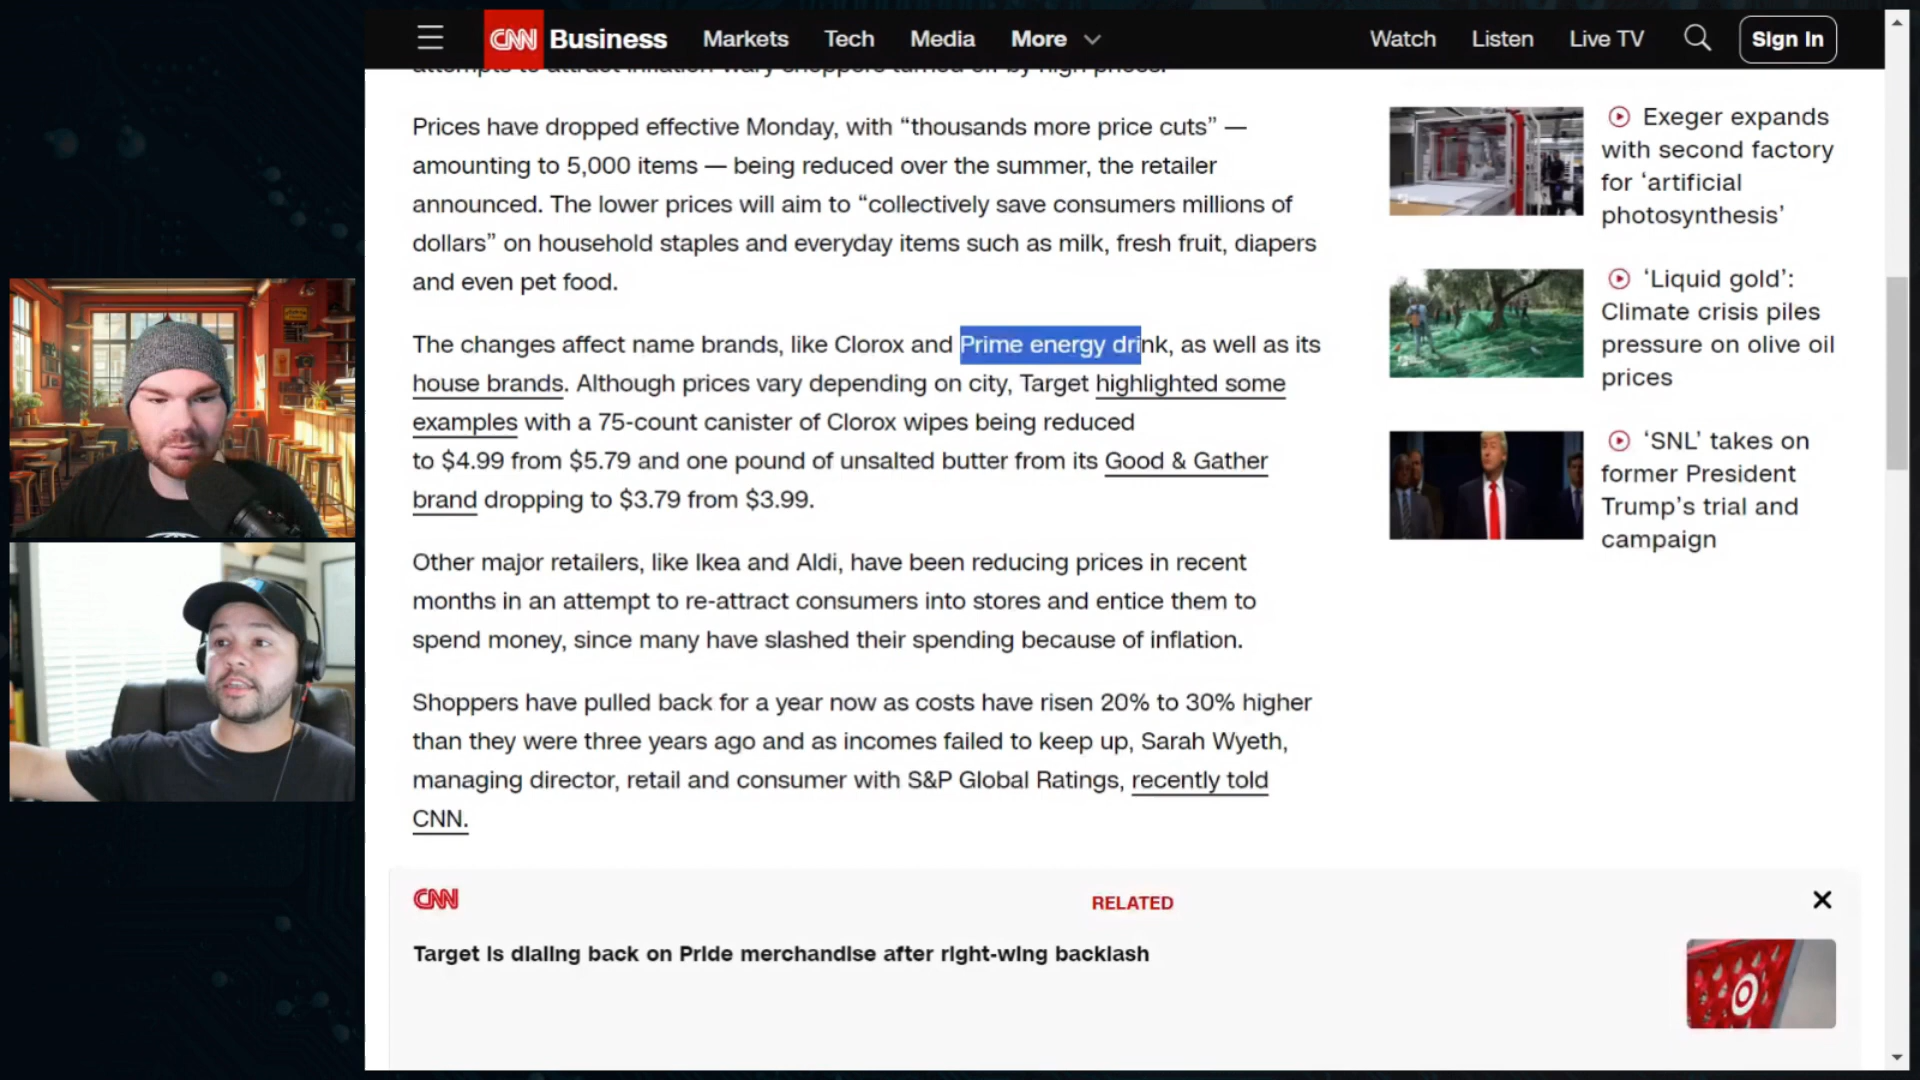 CNN Business Markets Tech Media More Watch Listen Live TV Sign In
attempts to attract inflation-wary shoppers turned off by high prices.
Prices have dropped effective Monday, with “thousands more price cuts” —
amounting to 5,000 items — being reduced over the summer, the retailer
announced. The lower prices will aim to “collectively save consumers millions of
dollars” on household staples and everyday items such as milk, fresh fruit, diapers
and even pet food.
The changes affect name brands, like Clorox and Prime energy drink, as well as its
house brands. Although prices vary depending on city, Target highlighted some
examples with a 75-count canister of Clorox wipes being reduced
to $4.99 from $5.79 and one pound of unsalted butter from its Good & Gather
brand dropping to $3.79 from $3.99.
Other major retailers, like Ikea and Aldi, have been reducing prices in recent
months in an attempt to re-attract consumers into stores and entice them to
spend money, since many have slashed their spending because of inflation.
Shoppers have pulled back for a year now as costs have risen 20% to 30% higher
than they were three years ago and as incomes failed to keep up, Sarah Wyeth,
managing director, retail and consumer with S&P Global Ratings, recently told
CNN.
Exeger expands
with second factory
for ‘artificial
photosynthesis’
‘Liquid gold’:
Climate crisis piles
pressure on olive oil
prices
‘SNL’ takes on
former President
Trump’s trial and
campaign
CNN RELATED
Target is dialing back on Pride merchandise after right-wing backlash